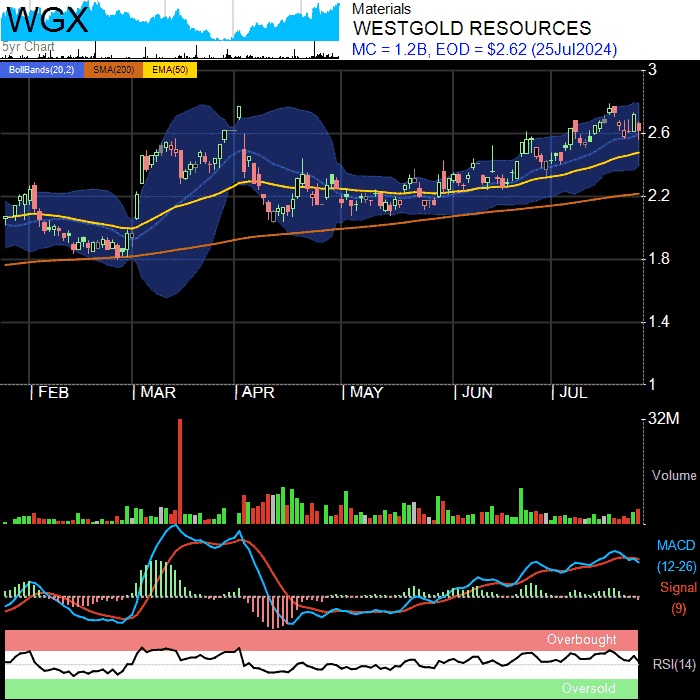 WGX
5yr Chart
Materials
WESTGOLD RESOURCES
MC = 1.2B, EOD = $2.62 (25Jul2024)
BollBands(20,2) SMA(200) EMA(50)
3
2.6
2.2
1.8
1.4
1
FEB MAR APR MAY JUN JUL
32M
Volume
MACD
(12-26)
Signal
(9)
Overbought
RSI(14)
Oversold